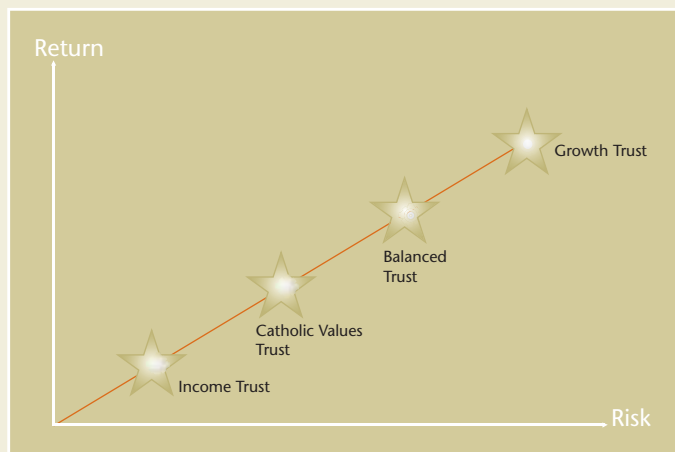 Return
Growth Trust
Balanced
Trust
Catholic Values
Trust
Income Trust
Risk